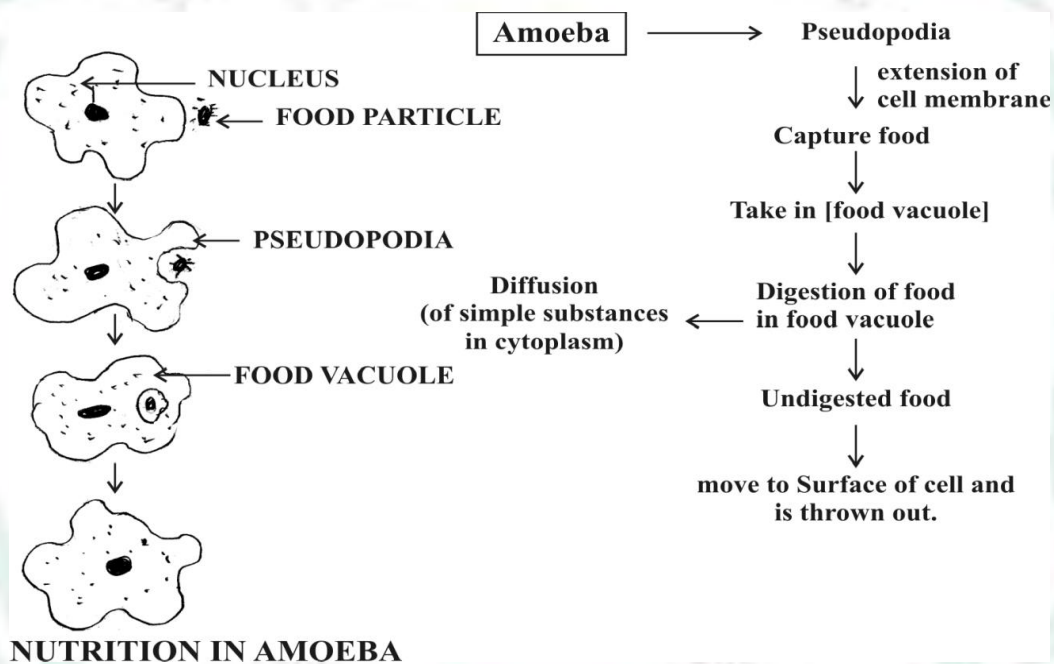 NUCLEUS
FOOD PARTICLE
PSEUDOPODIA
FOOD VACUOLE
NUTRITION IN AMOEBA
Amoeba
Pseudopodia
extension of
cell membrane
Capture food
Take in [food vacuole]
Digestion of food
in food vacuole
Diffusion
(of simple substances
in cytoplasm)
Undigested food
move to Surface of cell and
is thrown out.